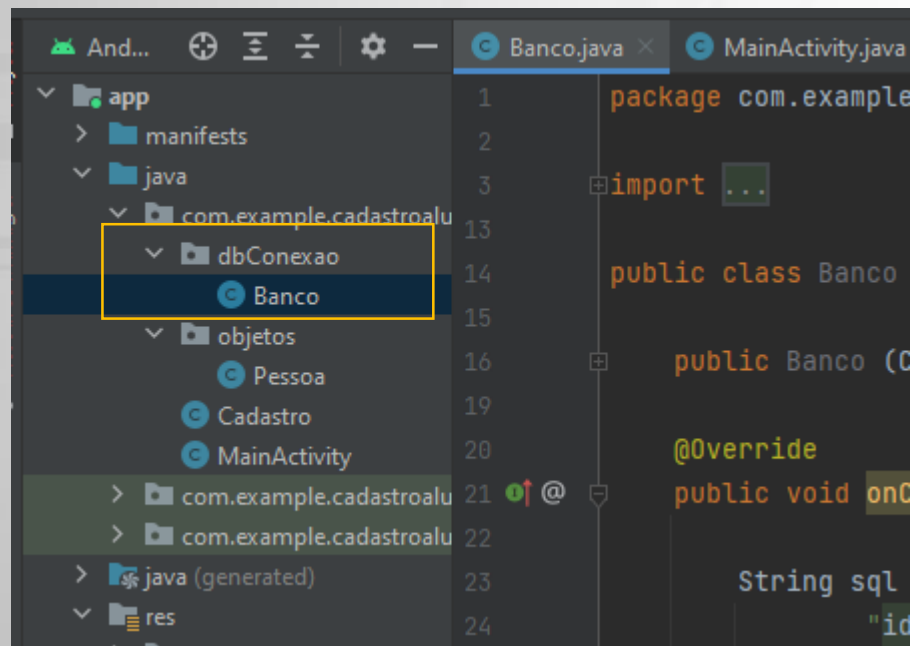 And...
Banco.java
MainActivity.java
app
manifests
java
com.example.cadastroalu
dbConexao
Banco
objetos
Pessoa
Cadastro
MainActivity
com.example.cadastroalu
com.example.cadastroalu
java (generated)
res
1 package com.example
2
3 import ...
13
14 public class Banco
15
16 public Banco (C
19
20 @Override
21 @ public void onC
22
23 String sql
24 "id